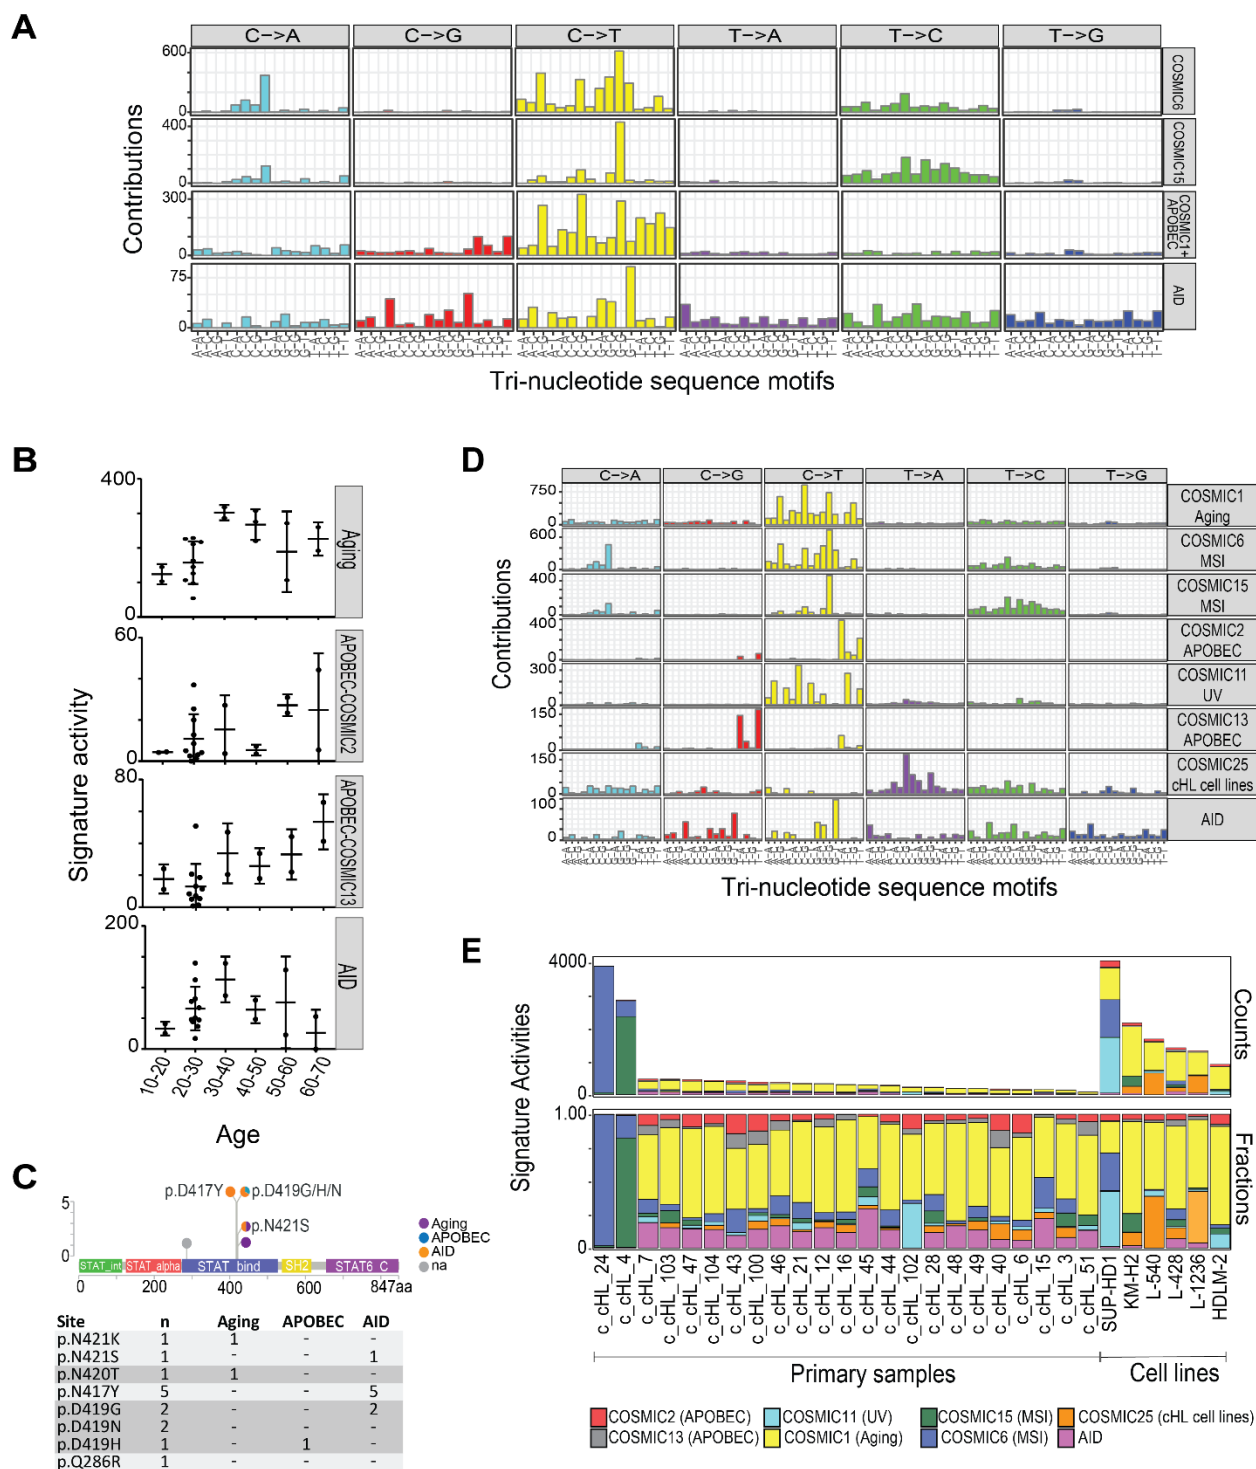 A
C->A C->G C->T T->A T->C T->G
600
0
COSMIC6
400
0
COSMIC15
300
0
COSMIC1+
APOBEC
75
0
AID
Contributions
Tri-nucleotide sequence motifs
B
400
0
Aging
60
0
APOBEC-COSMIC2
80
0
APOBEC-COSMIC13
200
0
AID
Signature activity
10-20 20-30 30-40 40-50 50-60 60-70
Age
C
p.D417Y p.D419G/H/N
p.N421S
5
0
Aging
APOBEC
AID
na
STAT_int STAT_alpha STAT_bind SH2 STAT6_C
0 200 400 600 847aa
Site n Aging APOBEC AID
p.N421K 1 1 - -
p.N421S 1 - - 1
p.N420T 1 1 - -
p.N417Y 5 - - 5
p.D419G 2 - - 2
p.D419N 2 - - -
p.D419H 1 - 1 -
p.Q286R 1 - - -
D
C->A C->G C->T T->A T->C T->G
750
0
COSMIC1
Aging
600
0
COSMIC6
MSI
400
0
COSMIC15
MSI
400
0
COSMIC2
APOBEC
300
0
COSMIC11
UV
150
0
COSMIC13
APOBEC
150
0
COSMIC25
cHL cell lines
100
0
AID
Contributions
Tri-nucleotide sequence motifs
E
4000
0
Counts
1.00
0
Fractions
Signature Activities
c_cHL_24 c_cHL_4 c_cHL_7 c_cHL_103 c_cHL_47 c_cHL_104 c_cHL_43 c_cHL_100 c_cHL_46 c_cHL_21 c_cHL_12 c_cHL_16 c_cHL_45 c_cHL_44 c_cHL_102 c_cHL_28 c_cHL_48 c_cHL_49 c_cHL_40 c_cHL_6 c_cHL_15 c_cHL_3 c_cHL_51 SUP-HD1 KM-H2 L-540 L-428 L-1236 HDLM-2
Primary samples Cell lines
COSMIC2 (APOBEC) COSMIC11 (UV) COSMIC15 (MSI) COSMIC25 (cHL cell lines)
COSMIC13 (APOBEC) COSMIC1 (Aging) COSMIC6 (MSI) AID